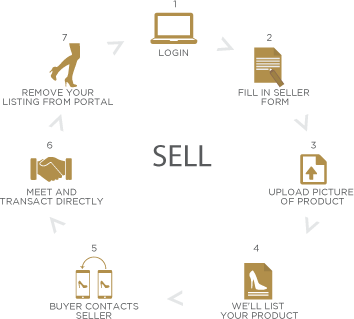 1
LOGIN
2
FILL IN SELLER
FORM
3
UPLOAD PICTURE
OF PRODUCT
4
WE'LL LIST
YOUR PRODUCT
5
BUYER CONTACTS
SELLER
6
MEET AND
TRANSACT DIRECTLY
7
REMOVE YOUR
LISTING FROM PORTAL
SELL